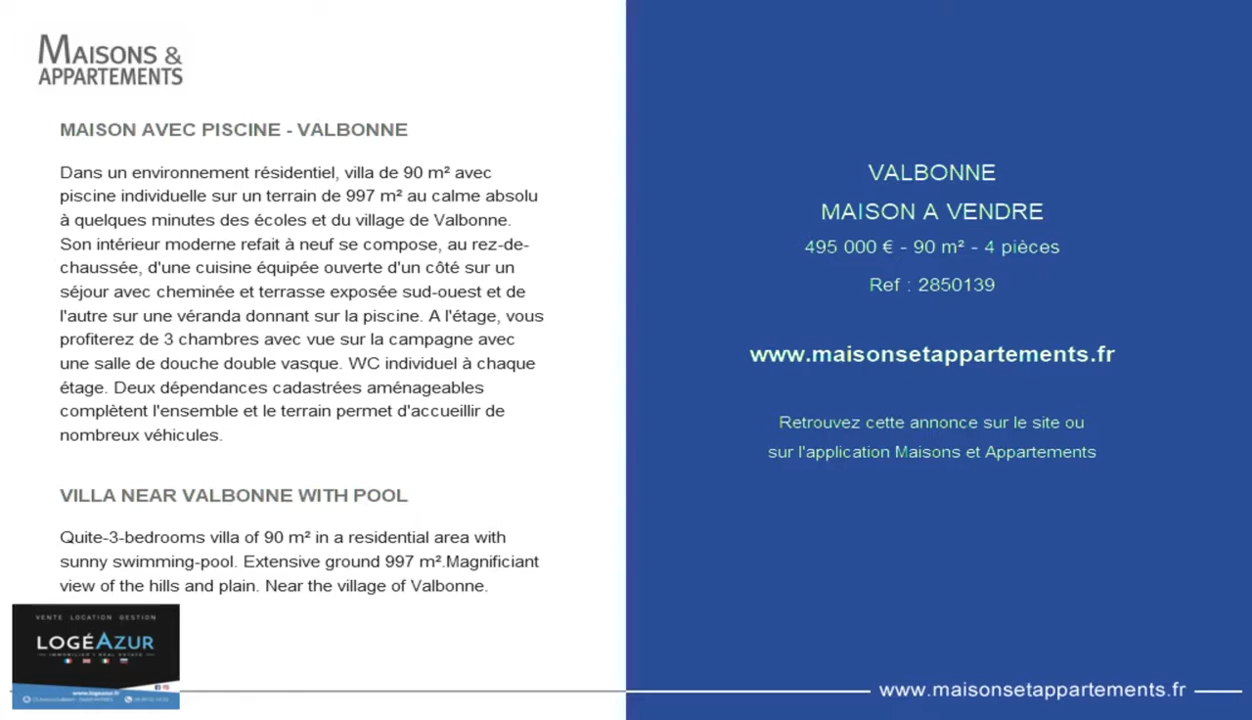 MAISONS &
APPARTEMENTS
MAISON AVEC PISCINE - VALBONNE
Dans un environnement résidentiel, villa de 90 m² avec
piscine individuelle sur un terrain de 997 m² au calme absolu
à quelques minutes des écoles et du village de Valbonne.
Son intérieur moderne refait à neuf se compose, au rez-de-
chaussée, d'une cuisine équipée ouverte d'un côté sur un
séjour avec cheminée et terrasse exposée sud-ouest et de
l'autre sur une véranda donnant sur la piscine. A l'étage, vous
profiterez de 3 chambres avec vue sur la campagne avec
une salle de douche double vasque. WC individuel à chaque
étage. Deux dépendances cadastrées aménageables
complètent l'ensemble et le terrain permet d'accueillir de
nombreux véhicules.
VILLA NEAR VALBONNE WITH POOL
Quite-3-bedrooms villa of 90 m² in a residential area with
sunny swimming-pool. Extensive ground 997 m².Magnificiant
view of the hills and plain. Near the village of Valbonne.
VENTE LOCATION GESTION
LOGÉAZUR
IMMOBILIER | REAL ESTATE
VALBONNE
MAISON A VENDRE
495 000 € - 90 m² - 4 pièces
Ref : 2850139
www.maisonsetappartements.fr
Retrouvez cette annonce sur le site ou
sur l'application Maisons et Appartements
www.maisonsetappartements.fr